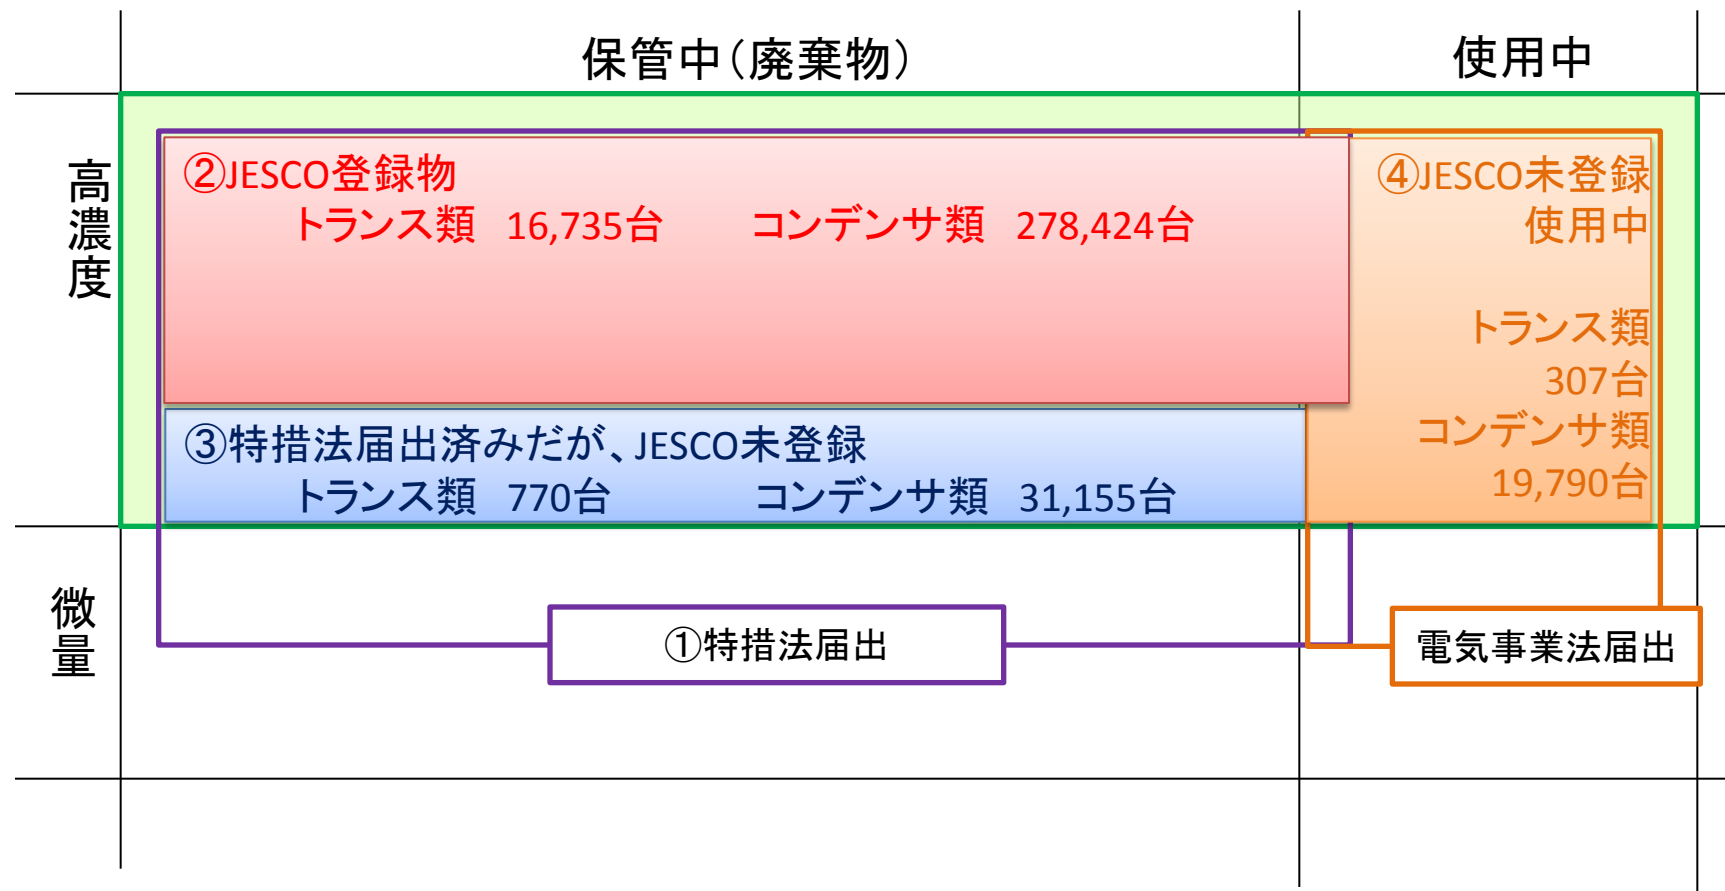 保管中（廃棄物）
使用中
高濃度
②JESCO登録物
トランス類　16,735台　　コンデンサ類　278,424台
④JESCO未登録
使用中
トランス類
307台
コンデンサ類
19,790台
③特措法届出済みだが、JESCO未登録
トランス類　770台　　　コンデンサ類　31,155台
微量
①特措法届出
電気事業法届出